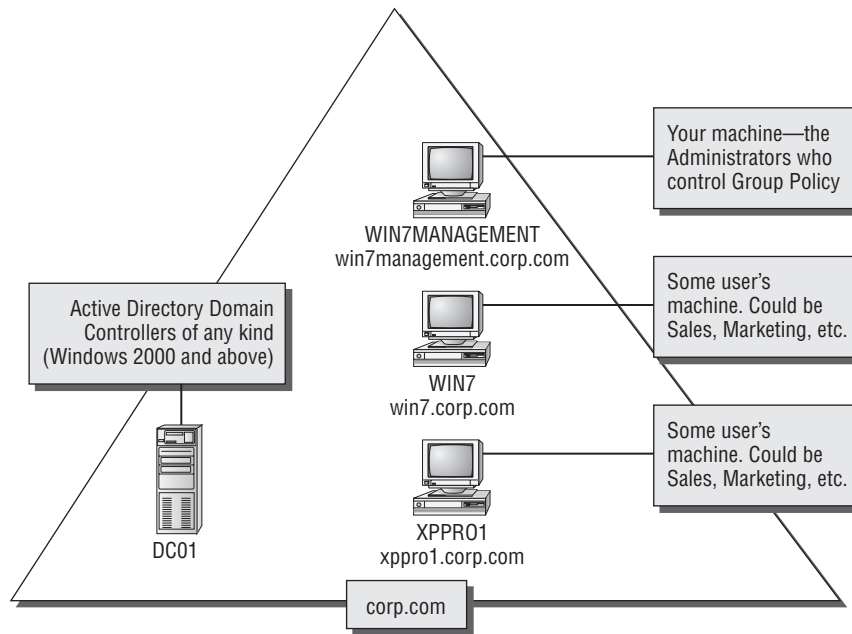 Your machine—the
Administrators who
control Group Policy
WIN7MANAGEMENT
win7management.corp.com
Active Directory Domain
Controllers of any kind
(Windows 2000 and above)
Some user's
machine. Could be
Sales, Marketing, etc.
WIN7
win7.corp.com
Some user's
machine. Could be
Sales, Marketing, etc.
DC01
XPPRO1
xppro1.corp.com
corp.com